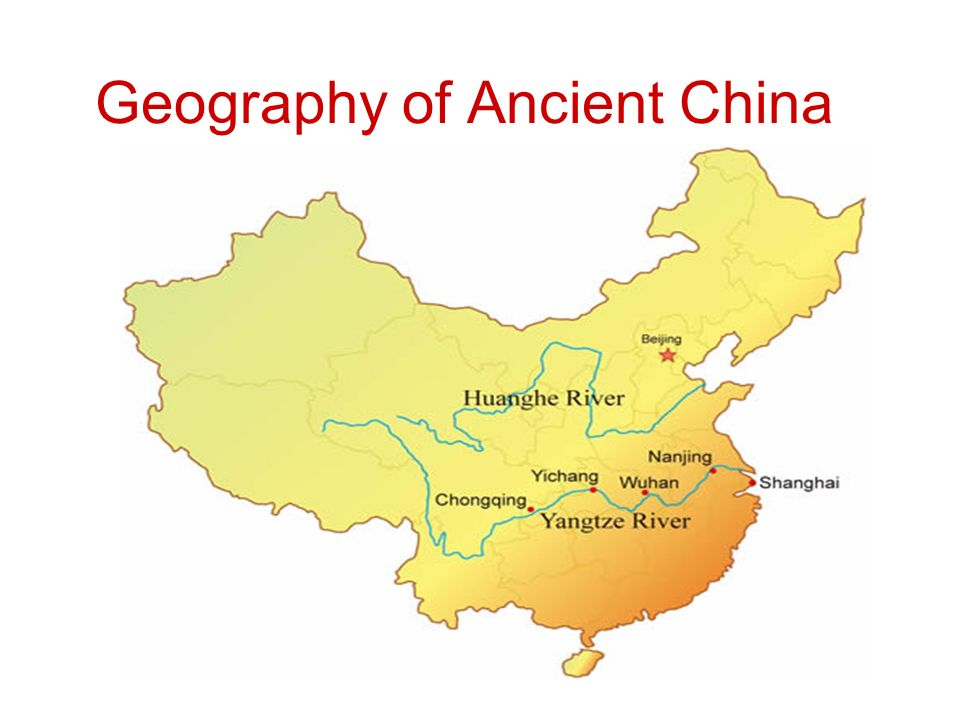 Geography of Ancient China
Beijing
Huanghe River
Nanjing
Yichang
Wuhan
Shanghai
Chongqing
Yangtze River